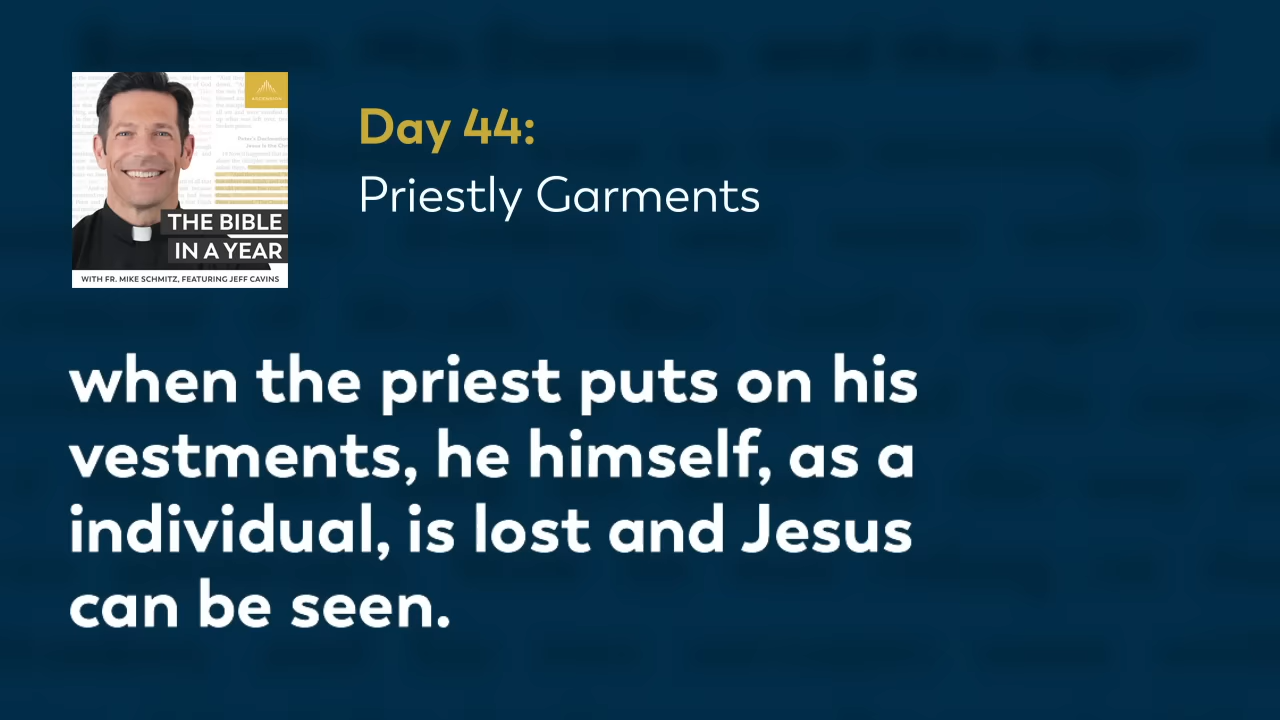 THE BIBLE
IN A YEAR
WITH FR. MIKE SCHMITZ, FEATURING JEFF CAVINS
Day 44:
Priestly Garments
when the priest puts on his
vestments, he himself, as a
individual, is lost and Jesus
can be seen.